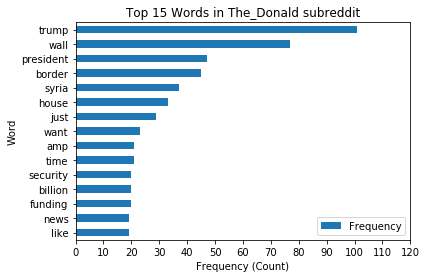 Top 15 Words in The_Donald subreddit
trump
wall
president
border
syria
house
just
want
amp
time
security
billion
funding
news
like
Word
Frequency
0 10 20 30 40 50 60 70 80 90 100 110 120
Frequency (Count)